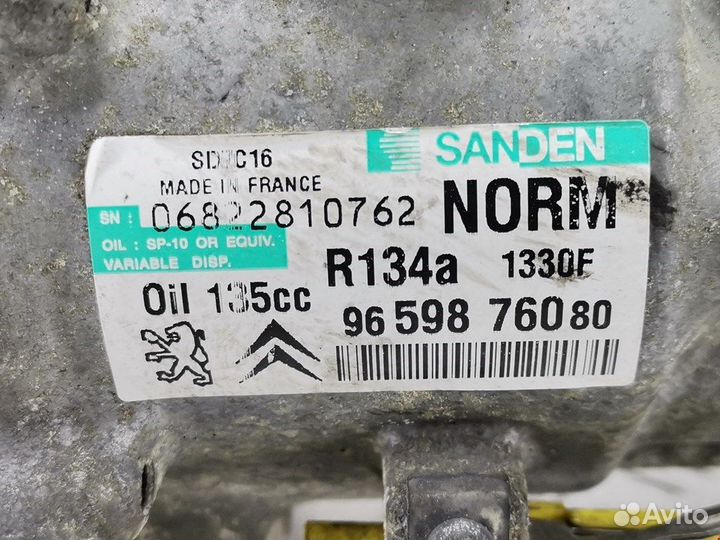 SANDEN
SD7C16
MADE IN FRANCE
SN : 06822810762
NORM
OIL : SP-10 OR EQUIV.
VARIABLE DISP.
R134a 1330F
Oil 135cc
96 598 760 80
Avito